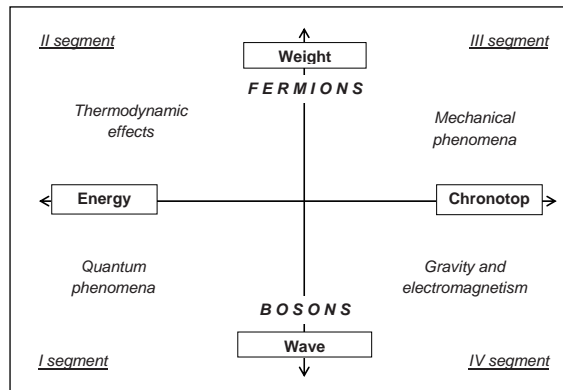 II segment
III segment
Weight
FERMIONS
Thermodynamic
effects
Mechanical
phenomena
Energy
Chronotop
Quantum
phenomena
Gravity and
electromagnetism
BOSONS
Wave
I segment
IV segment